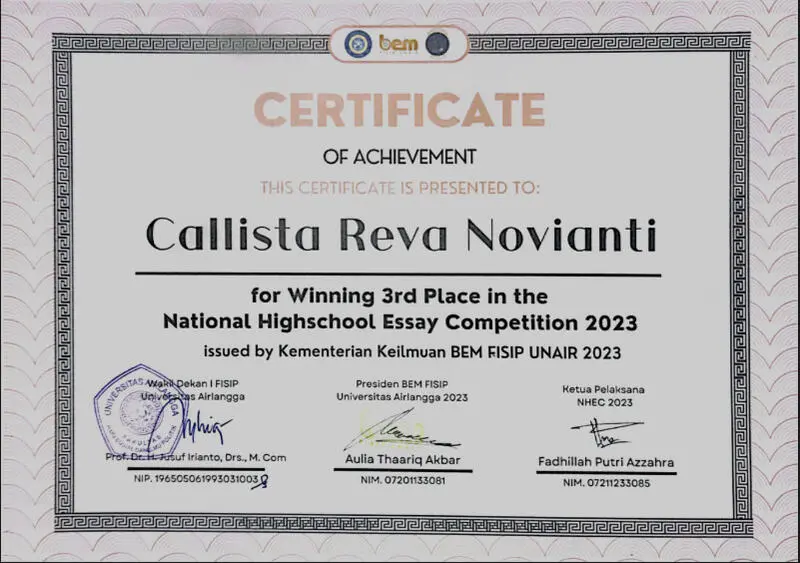 bem
CERTIFICATE
OF ACHIEVEMENT
THIS CERTIFICATE IS PRESENTED TO:
Callista Reva Novianti
for Winning 3rd Place in the
National Highschool Essay Competition 2023
issued by Kementerian Keilmuan BEM FISIP UNAIR 2023
Wakil Dekan I FISIP
Universitas Airlangga
UNIVERSITAS AIRLANGGA
FAKULTAS
Prof. Dr. H. Jusuf Irianto, Drs., M. Com
NIP. 196505061993031003
Presiden BEM FISIP
Universitas Airlangga 2023
Aulia Thaariq Akbar
NIM. 07201133081
Ketua Pelaksana
NHEC 2023
Fadhillah Putri Azzahra
NIM. 07211233085